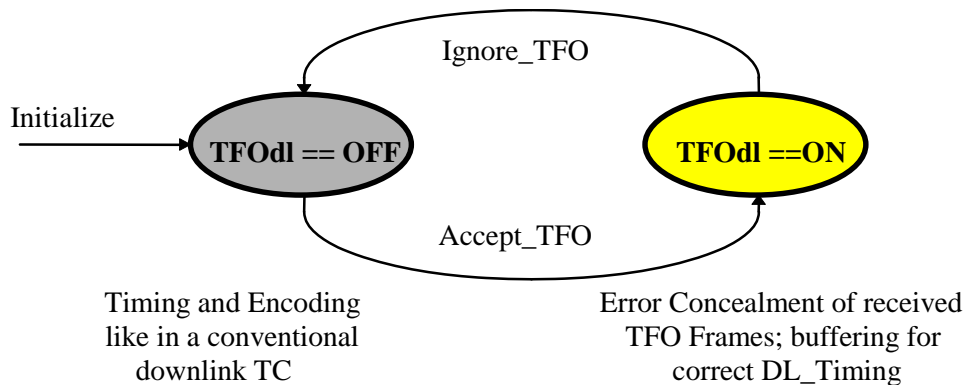 Ignore_TFO
Initialize
TFOdl == OFF
TFOdl ==ON
Accept_TFO
Timing and Encoding
like in a conventional
downlink TC
Error Concealment of received
TFO Frames; buffering for
correct DL_Timing